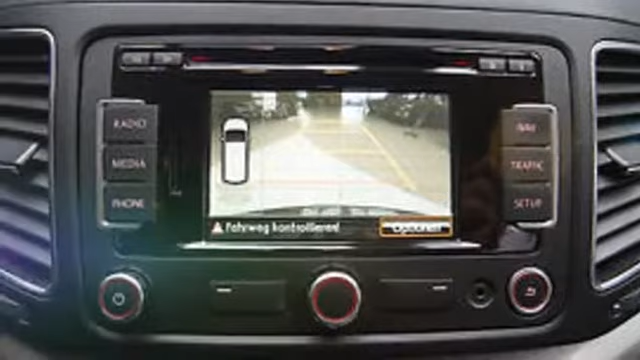 RADIO
MEDIA
PHONE
NAV
TRAFFIC
SETUP
Fahrweg kontrollieren!
Optionen